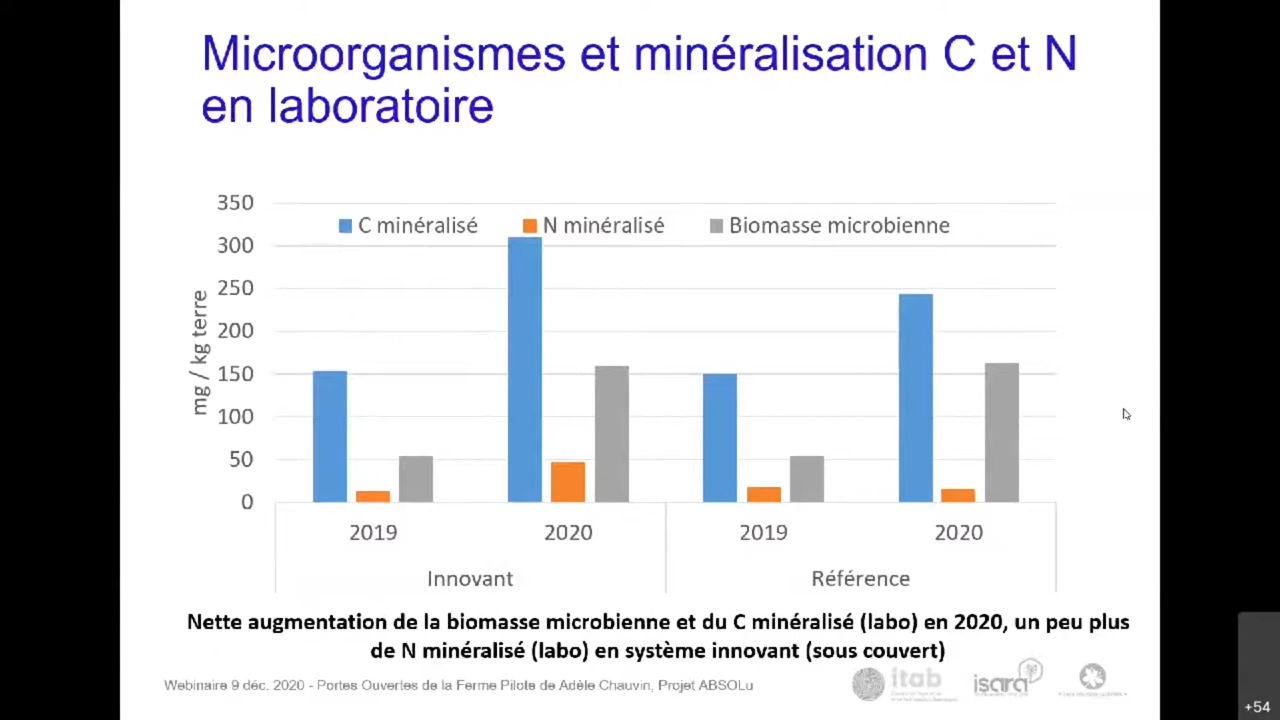 Microorganismes et minéralisation C et N
en laboratoire
350
300
250
200
150
100
50
0
mg / kg terre
C minéralisé N minéralisé Biomasse microbienne
2019 2020 2019 2020
Innovant Référence
Nette augmentation de la biomasse microbienne et du C minéralisé (labo) en 2020, un peu plus
de N minéralisé (labo) en système innovant (sous couvert)
Webinaire 9 déc. 2020 - Portes Ouvertes de la Ferme Pilote de Adèle Chauvin, Projet ABSOLu
itab
isara
+54